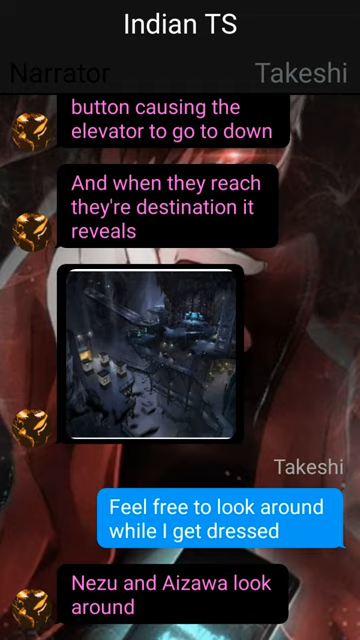 Indian TS
Narrator Takeshi
button causing the
elevator to go to down
And when they reach
they're destination it
reveals
Takeshi
Feel free to look around
while I get dressed
Nezu and Aizawa look
around